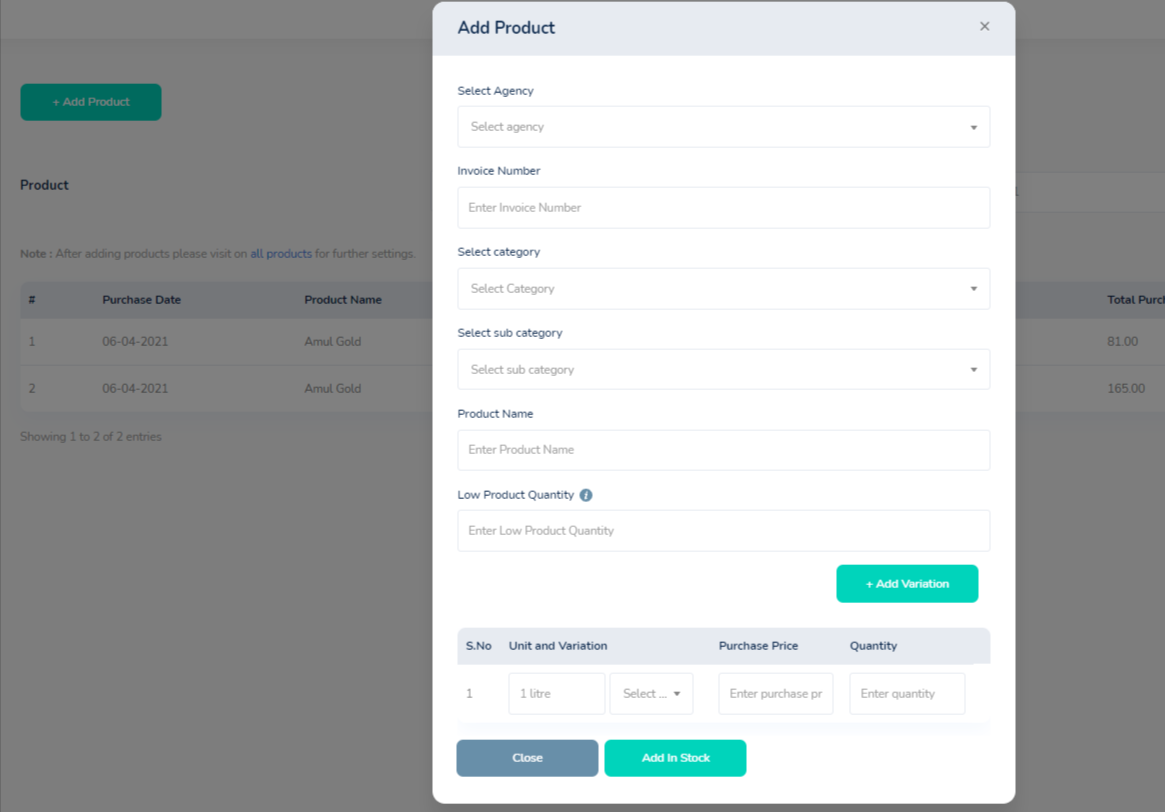 Add Product
×
+ Add Product
Product
Note : After adding products please visit on all products for further settings.
# Purchase Date Product Name
1 06-04-2021 Amul Gold
2 06-04-2021 Amul Gold
Showing 1 to 2 of 2 entries
Select Agency
Select agency
Invoice Number
Enter Invoice Number
Select category
Select Category
Select sub category
Select sub category
Product Name
Enter Product Name
Low Product Quantity i
Enter Low Product Quantity
+ Add Variation
S.No Unit and Variation Purchase Price Quantity
1 1 litre Select ... Enter purchase pr Enter quantity
Close Add In Stock
Total
81.00
165.00